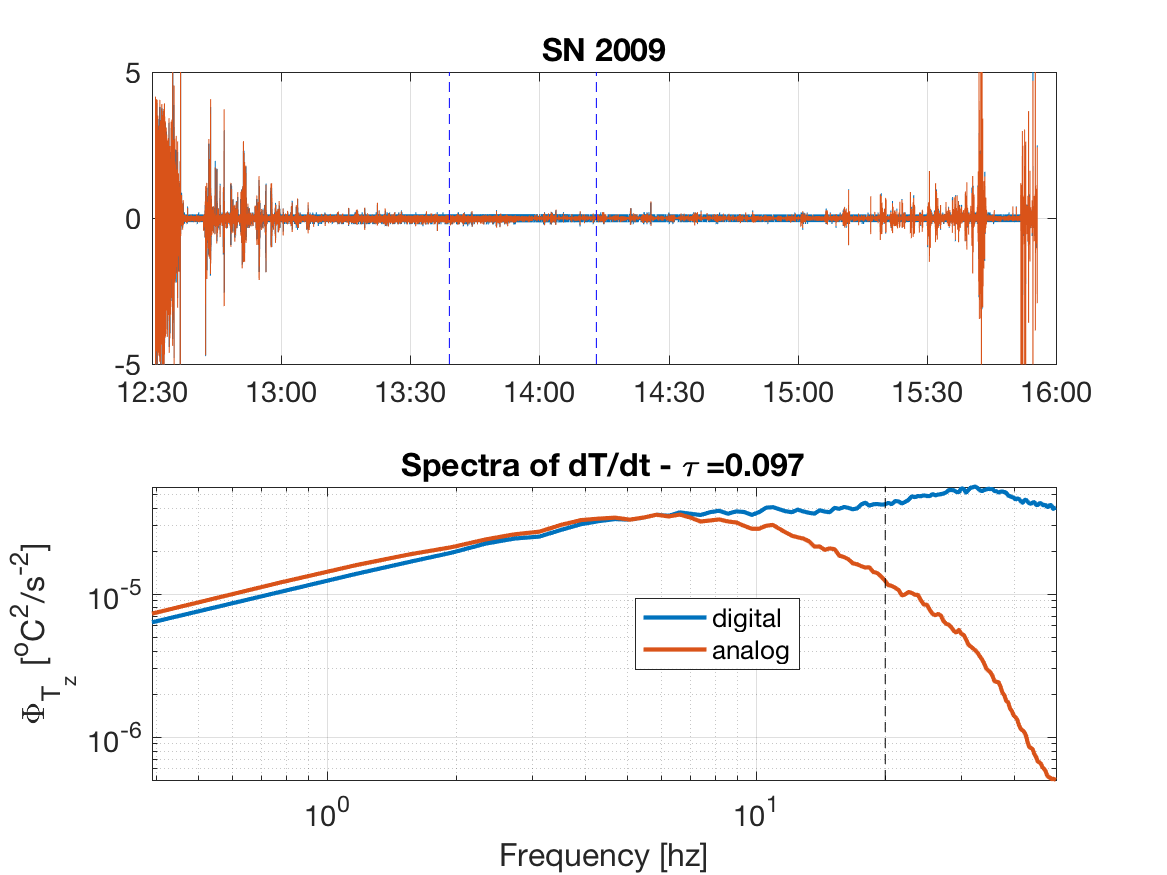 SN 2009
5
0
-5
12:30 13:00 13:30 14:00 14:30 15:00 15:30 16:00
Spectra of dT/dt - τ =0.097
Φ_{T_z} [°C²/s⁻²]
10⁻⁵
10⁻⁶
digital
analog
10⁰ 10¹
Frequency [hz]